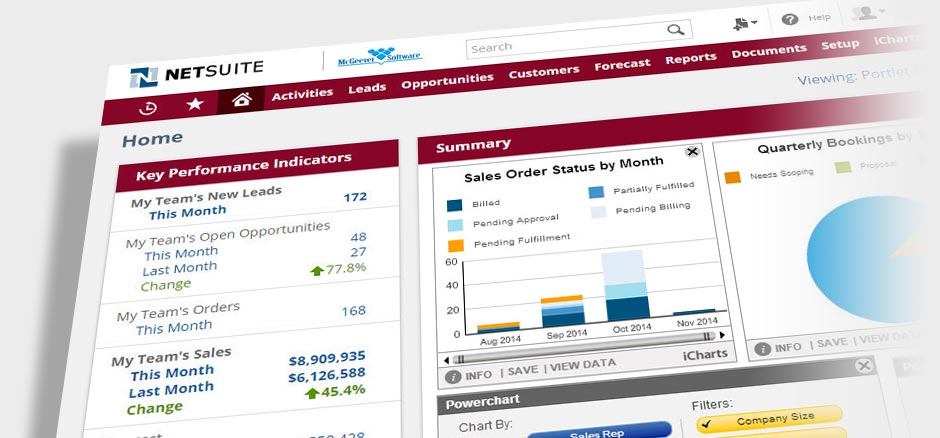 NETSUITE
McGeever Software
Search
Help
Activities
Leads
Opportunities
Customers
Forecast
Reports
Documents
Setup
iCharts
Viewing: Portlet
Home
Key Performance Indicators
My Team's New Leads
This Month 172
My Team's Open Opportunities
This Month 48
Last Month 27
Change 77.8%
My Team's Orders
This Month 168
My Team's Sales
This Month $8,909,935
Last Month $6,126,588
Change 45.4%
Summary
Sales Order Status by Month
Billed
Partially Fulfilled
Pending Approval
Pending Billing
Pending Fulfillment
60
40
20
0
Aug 2014
Sep 2014
Oct 2014
Nov 2014
INFO | SAVE | VIEW DATA
iCharts
Quarterly Bookings by
Needs Scoping
Proposal
INFO | SAVE | VIEW DATA
Powerchart
Chart By:
Sales Rep
Filters:
Company Size